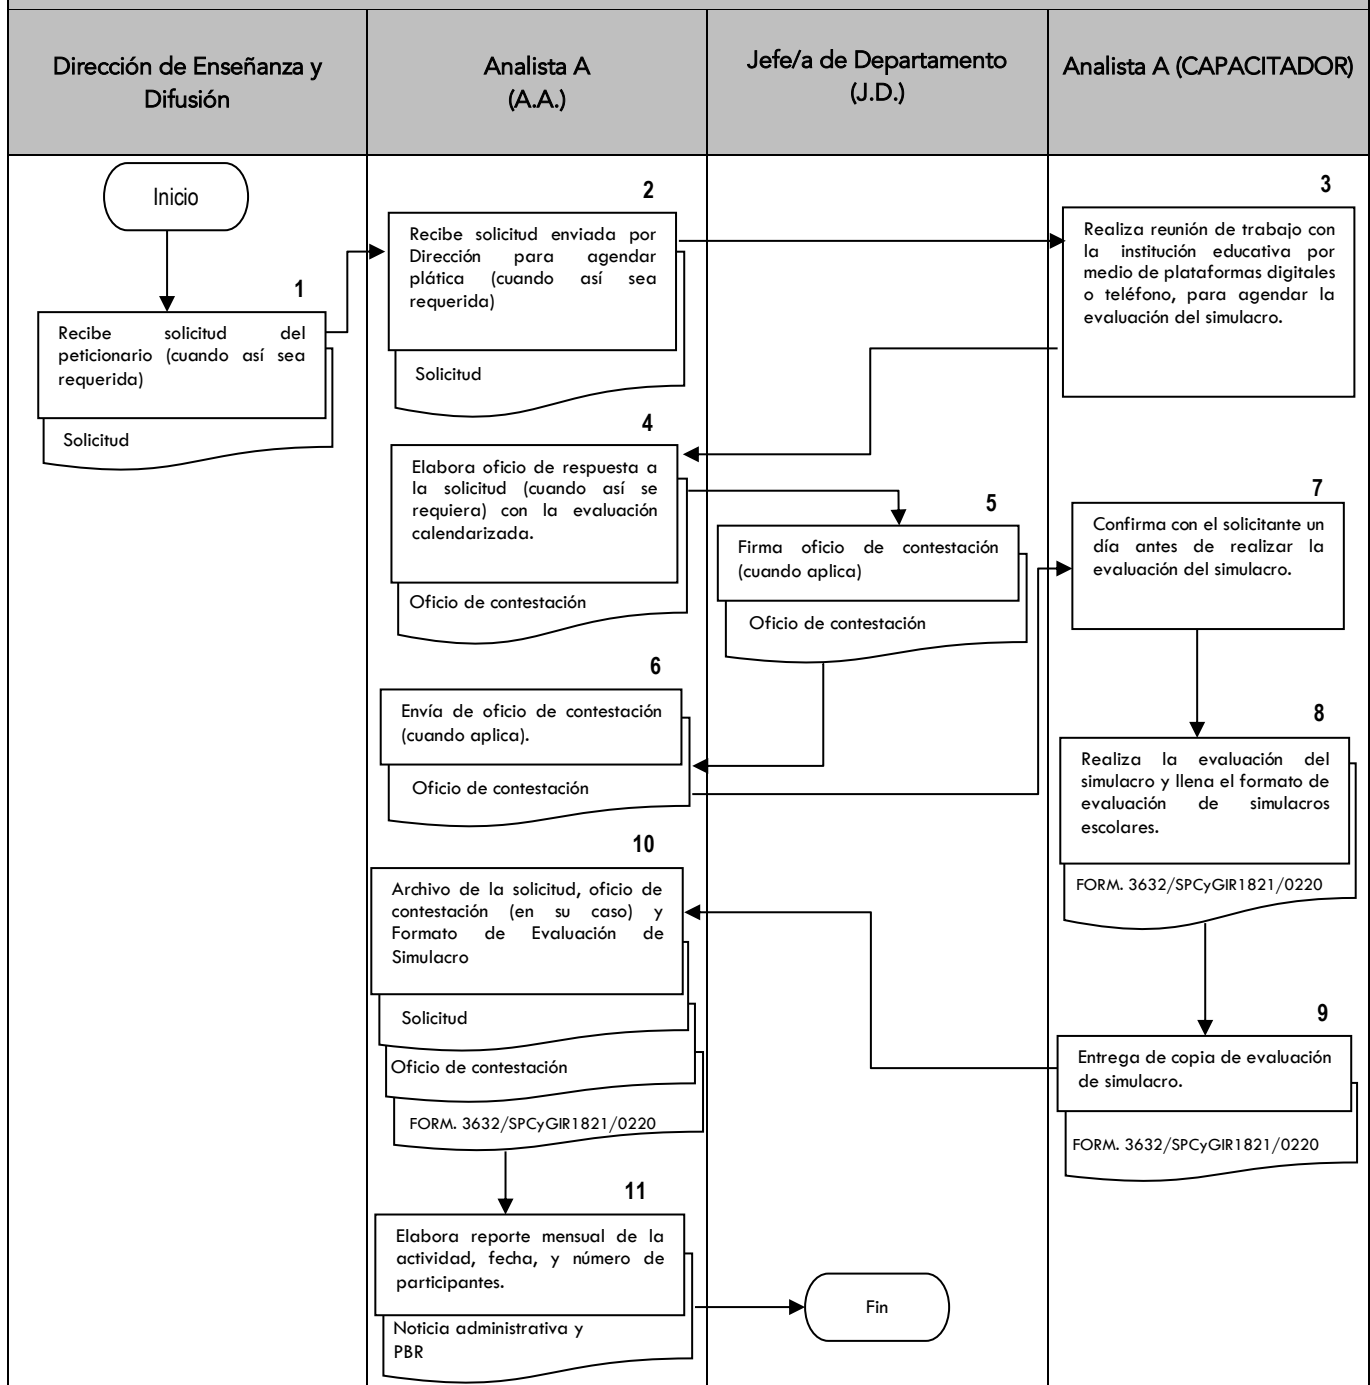 Dirección de Enseñanza y
Difusión
Analista A
(A.A.)
Jefe/a de Departamento
(J.D.)
Analista A (CAPACITADOR)
Inicio
1
Recibe solicitud del
peticionario (cuando así sea
requerida)
Solicitud
2
Recibe solicitud enviada por
Dirección para agendar
plática (cuando así sea
requerida)
Solicitud
3
Realiza reunión de trabajo con
la institución educativa por
medio de plataformas digitales
o teléfono, para agendar la
evaluación del simulacro.
4
Elabora oficio de respuesta a
la solicitud (cuando así se
requiera) con la evaluación
calendarizada.
Oficio de contestación
5
Firma oficio de contestación
(cuando aplica)
Oficio de contestación
6
Envía de oficio de contestación
(cuando aplica).
Oficio de contestación
7
Confirma con el solicitante un
día antes de realizar la
evaluación del simulacro.
8
Realiza la evaluación del
simulacro y llena el formato de
evaluación de simulacros
escolares.
FORM. 3632/SPCyGIR1821/0220
9
Entrega de copia de evaluación
de simulacro.
FORM. 3632/SPCyGIR1821/0220
10
Archivo de la solicitud, oficio de
contestación (en su caso) y
Formato de Evaluación de
Simulacro
Solicitud
Oficio de contestación
FORM. 3632/SPCyGIR1821/0220
11
Elabora reporte mensual de la
actividad, fecha, y número de
participantes.
Noticia administrativa y
PBR
Fin